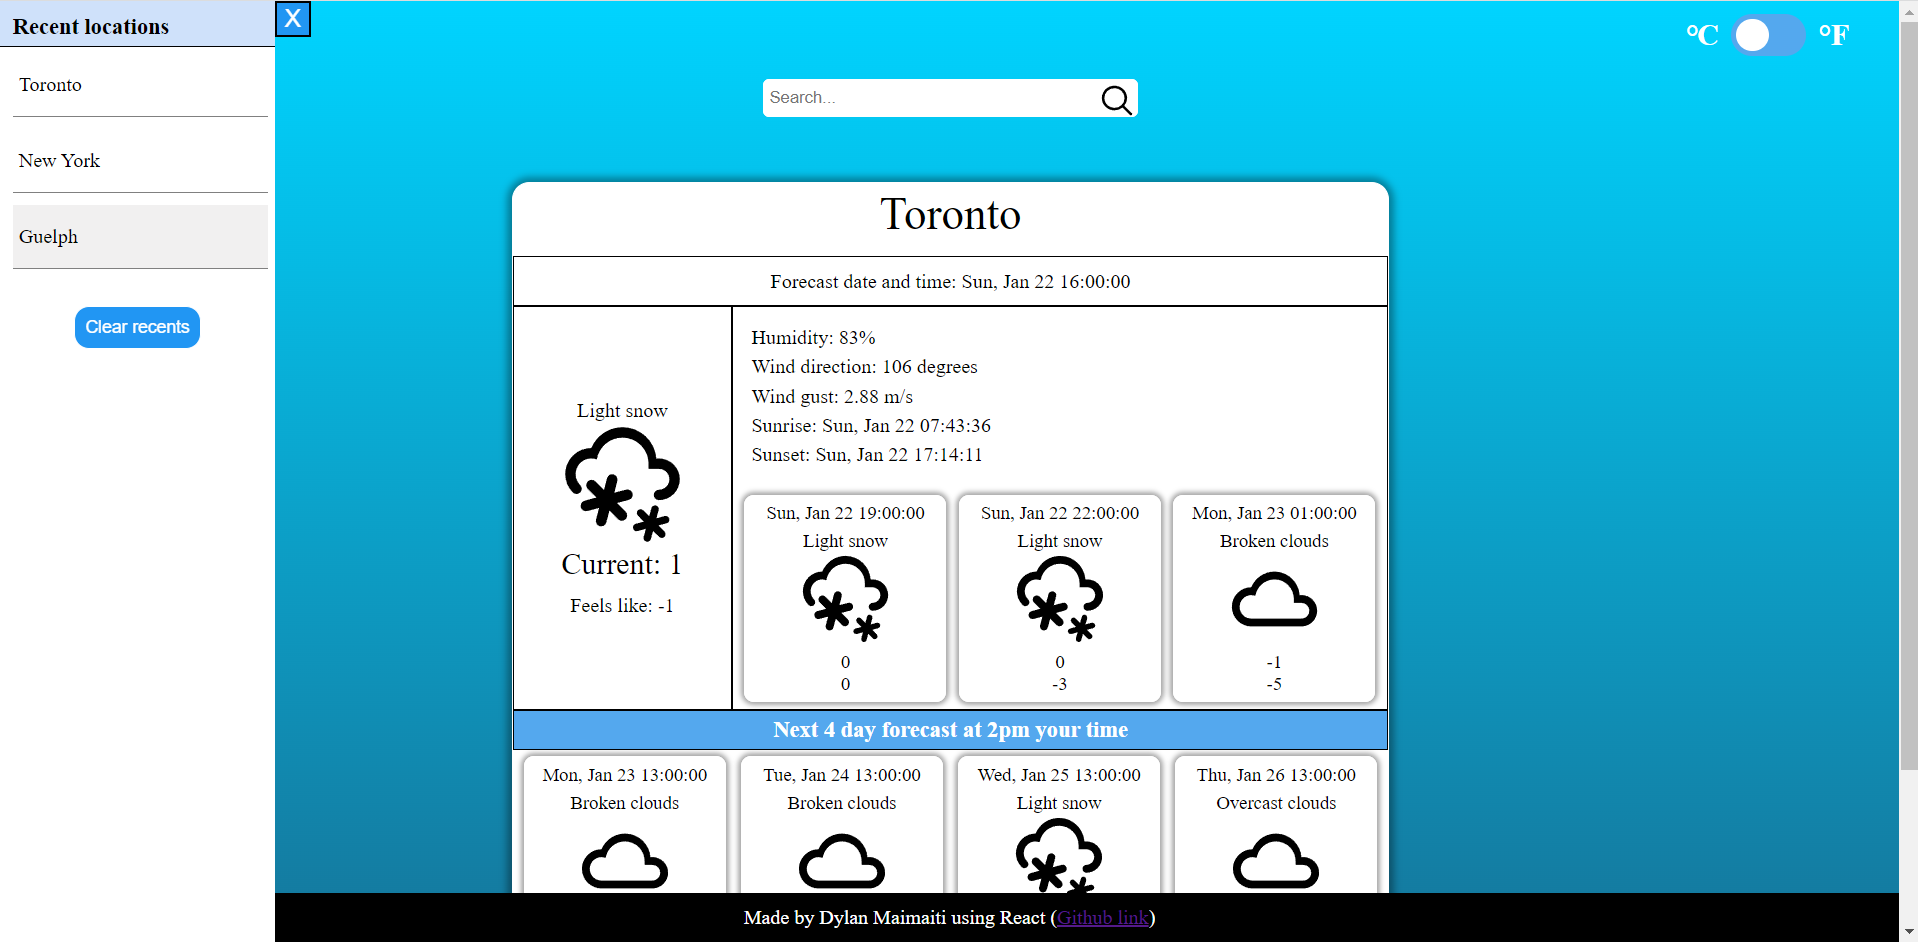 Recent locations
Toronto
New York
Guelph
Clear recents
X
°C
°F
Search...
Toronto
Forecast date and time: Sun, Jan 22 16:00:00
Light snow
Current: 1
Feels like: -1
Humidity: 83%
Wind direction: 106 degrees
Wind gust: 2.88 m/s
Sunrise: Sun, Jan 22 07:43:36
Sunset: Sun, Jan 22 17:14:11
Sun, Jan 22 19:00:00
Light snow
0
0
Sun, Jan 22 22:00:00
Light snow
0
-3
Mon, Jan 23 01:00:00
Broken clouds
-1
-5
Next 4 day forecast at 2pm your time
Mon, Jan 23 13:00:00
Broken clouds
Tue, Jan 24 13:00:00
Broken clouds
Wed, Jan 25 13:00:00
Light snow
Thu, Jan 26 13:00:00
Overcast clouds
Made by Dylan Maimaiti using React (Github link)